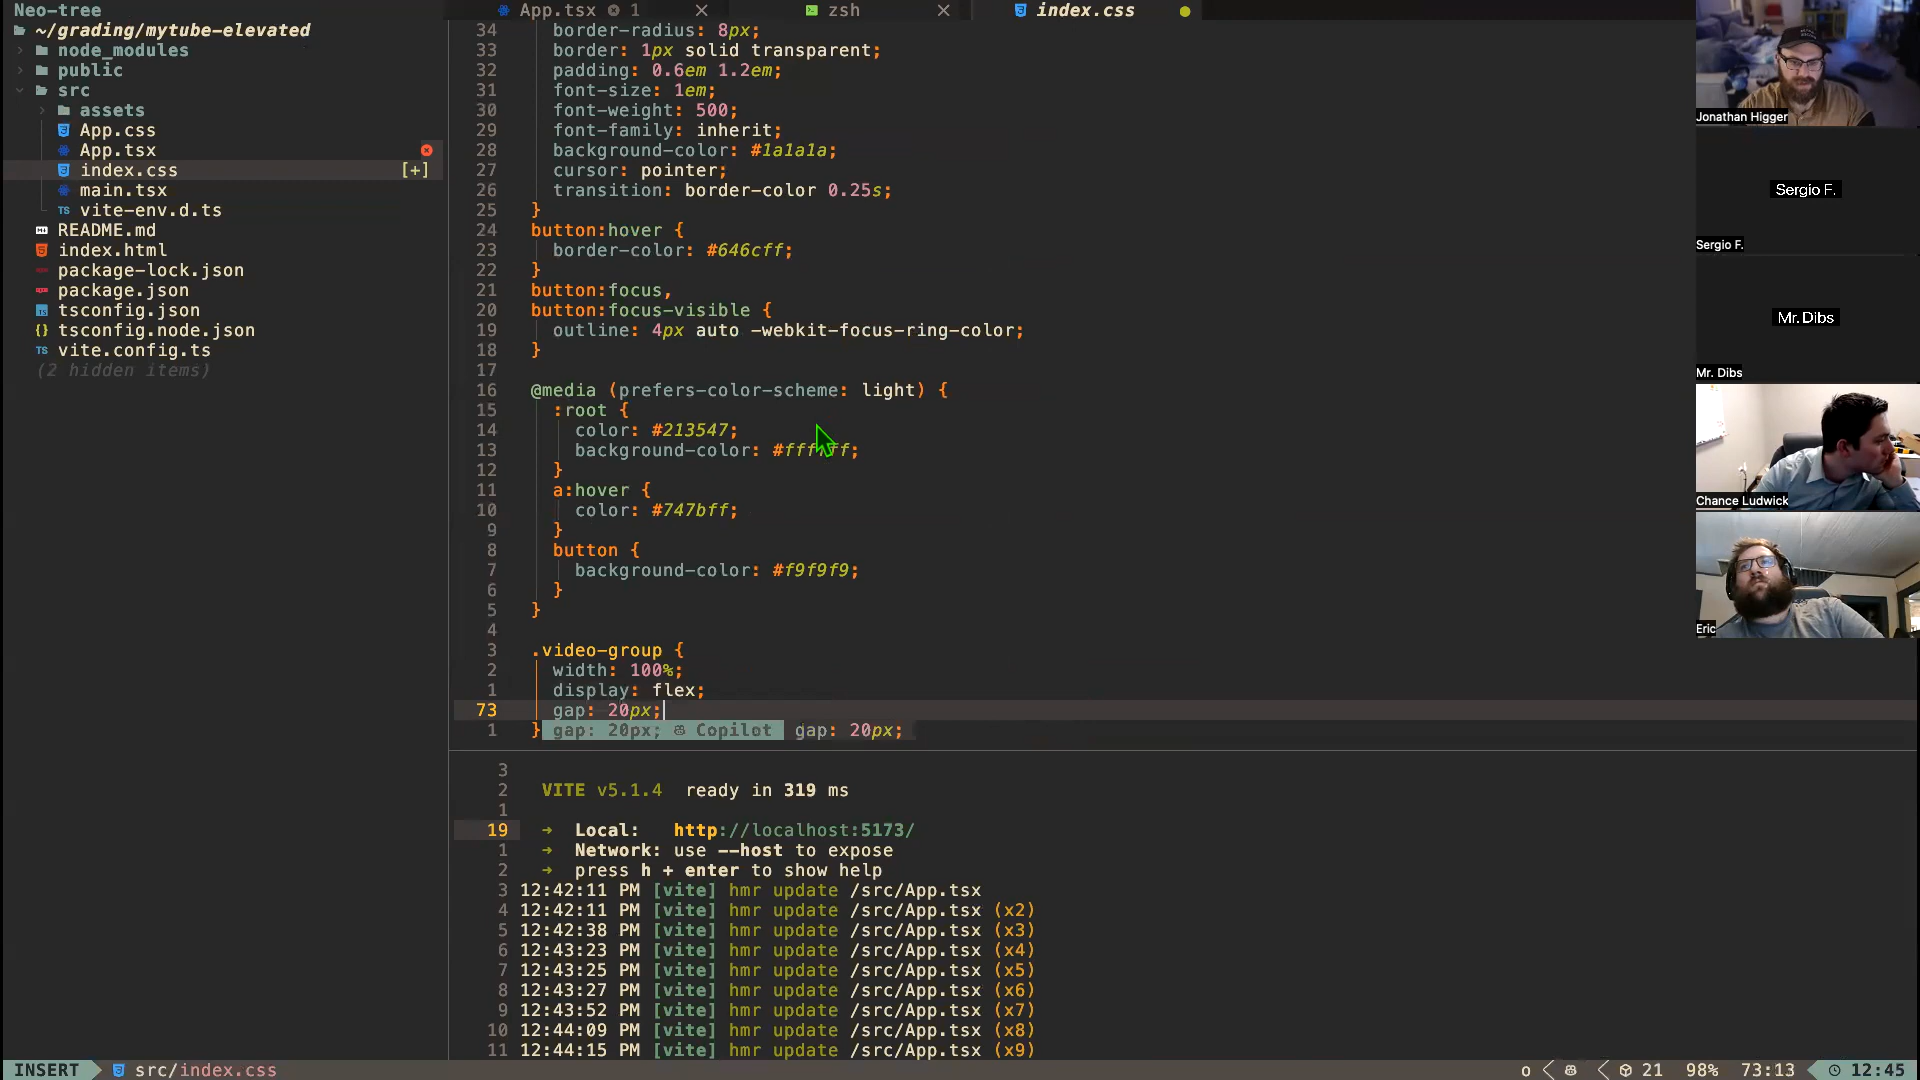 Neo-tree
App.tsx 1
zsh
index.css
~/grading/mytube-elevated
node_modules
public
src
assets
App.css
App.tsx
index.css [+]
main.tsx
TS vite-env.d.ts
README.md
index.html
package-lock.json
package.json
tsconfig.json
{} tsconfig.node.json
TS vite.config.ts
(2 hidden items)
34 border-radius: 8px;
33 border: 1px solid transparent;
32 padding: 0.6em 1.2em;
31 font-size: 1em;
30 font-weight: 500;
29 font-family: inherit;
28 background-color: #1a1a1a;
27 cursor: pointer;
26 transition: border-color 0.25s;
25 }
24 button:hover {
23 border-color: #646cff;
22 }
21 button:focus,
20 button:focus-visible {
19 outline: 4px auto -webkit-focus-ring-color;
18 }
17
16 @media (prefers-color-scheme: light) {
15 :root {
14 color: #213547;
13 background-color: #ffffff;
12 }
11 a:hover {
10 color: #747bff;
9 }
8 button {
7 background-color: #f9f9f9;
6 }
5 }
4
3 .video-group {
2 width: 100%;
1 display: flex;
73 gap: 20px;
1 } gap: 20px; Copilot gap: 20px;
3
2 VITE v5.1.4 ready in 319 ms
1
19 → Local: http://localhost:5173/
1 → Network: use --host to expose
2 → press h + enter to show help
3 12:42:11 PM [vite] hmr update /src/App.tsx
4 12:42:11 PM [vite] hmr update /src/App.tsx (x2)
5 12:42:38 PM [vite] hmr update /src/App.tsx (x3)
6 12:43:23 PM [vite] hmr update /src/App.tsx (x4)
7 12:43:25 PM [vite] hmr update /src/App.tsx (x5)
8 12:43:27 PM [vite] hmr update /src/App.tsx (x6)
9 12:43:52 PM [vite] hmr update /src/App.tsx (x7)
10 12:44:09 PM [vite] hmr update /src/App.tsx (x8)
11 12:44:15 PM [vite] hmr update /src/App.tsx (x9)
INSERT src/index.css
21 98% 73:13 12:45
Jonathan Higger
Sergio F.
Sergio F.
Mr. Dibs
Mr. Dibs
Chance Ludwick
Eric